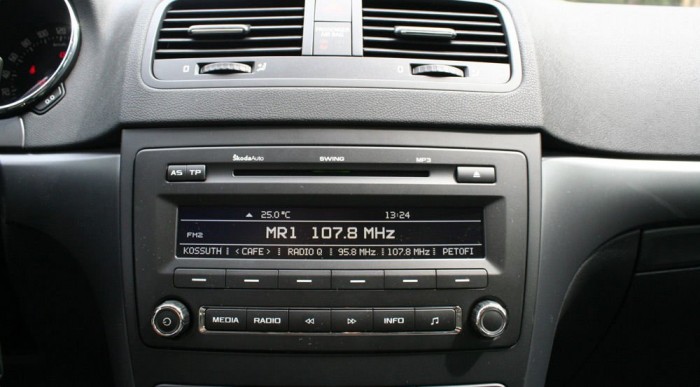 ŠkodaAuto SWING MP3
AS TP
25.0°C 13:24
MR1 107.8 MHz
KOSSUTH < CAFE > RADIO Q 95.8 MHz 107.8 MHz PETOFI
MEDIA RADIO INFO